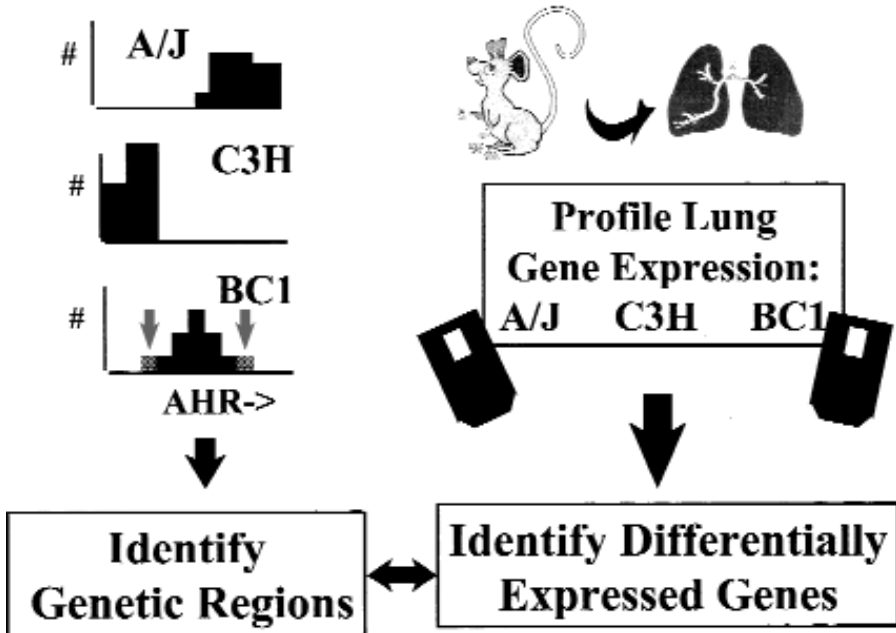 # A/J
# C3H
# BC1
AHR->
Identify
Genetic Regions
Profile Lung
Gene Expression:
A/J C3H BC1
Identify Differentially
Expressed Genes